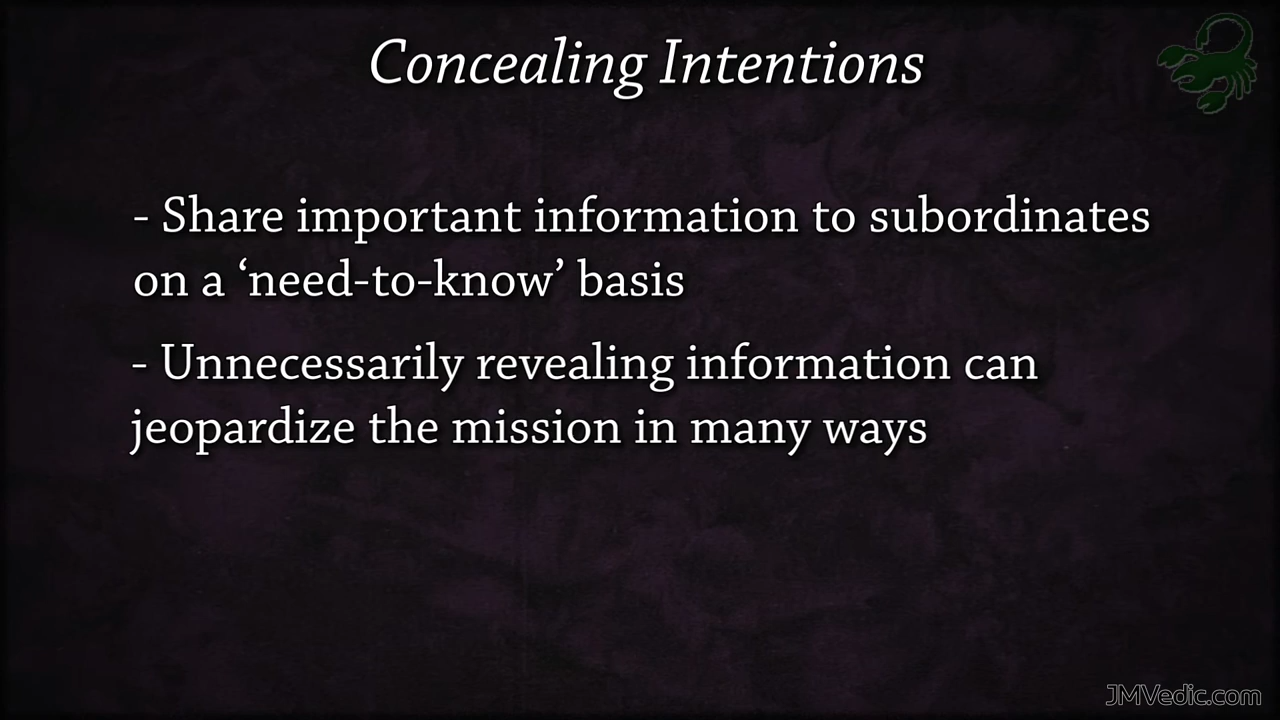 Concealing Intentions
- Share important information to subordinates
on a ‘need-to-know’ basis
- Unnecessarily revealing information can
jeopardize the mission in many ways
JMVedic.com